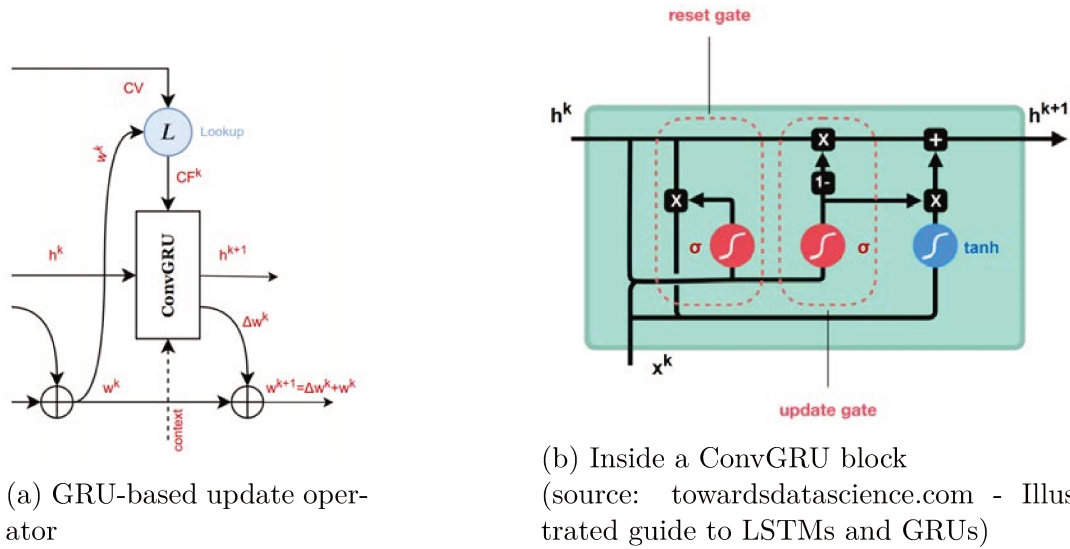 CV
L
Lookup
w^k
CF^k
h^k
ConvGRU
h^{k+1}
Δw^k
w^k
w^{k+1}=Δw^k+w^k
context
(a) GRU-based update oper-
ator
reset gate
h^k
h^{k+1}
X
X
1-
+
X
σ
σ
tanh
x^k
update gate
(b) Inside a ConvGRU block
(source: towardsdatascience.com - Illus
trated guide to LSTMs and GRUs)